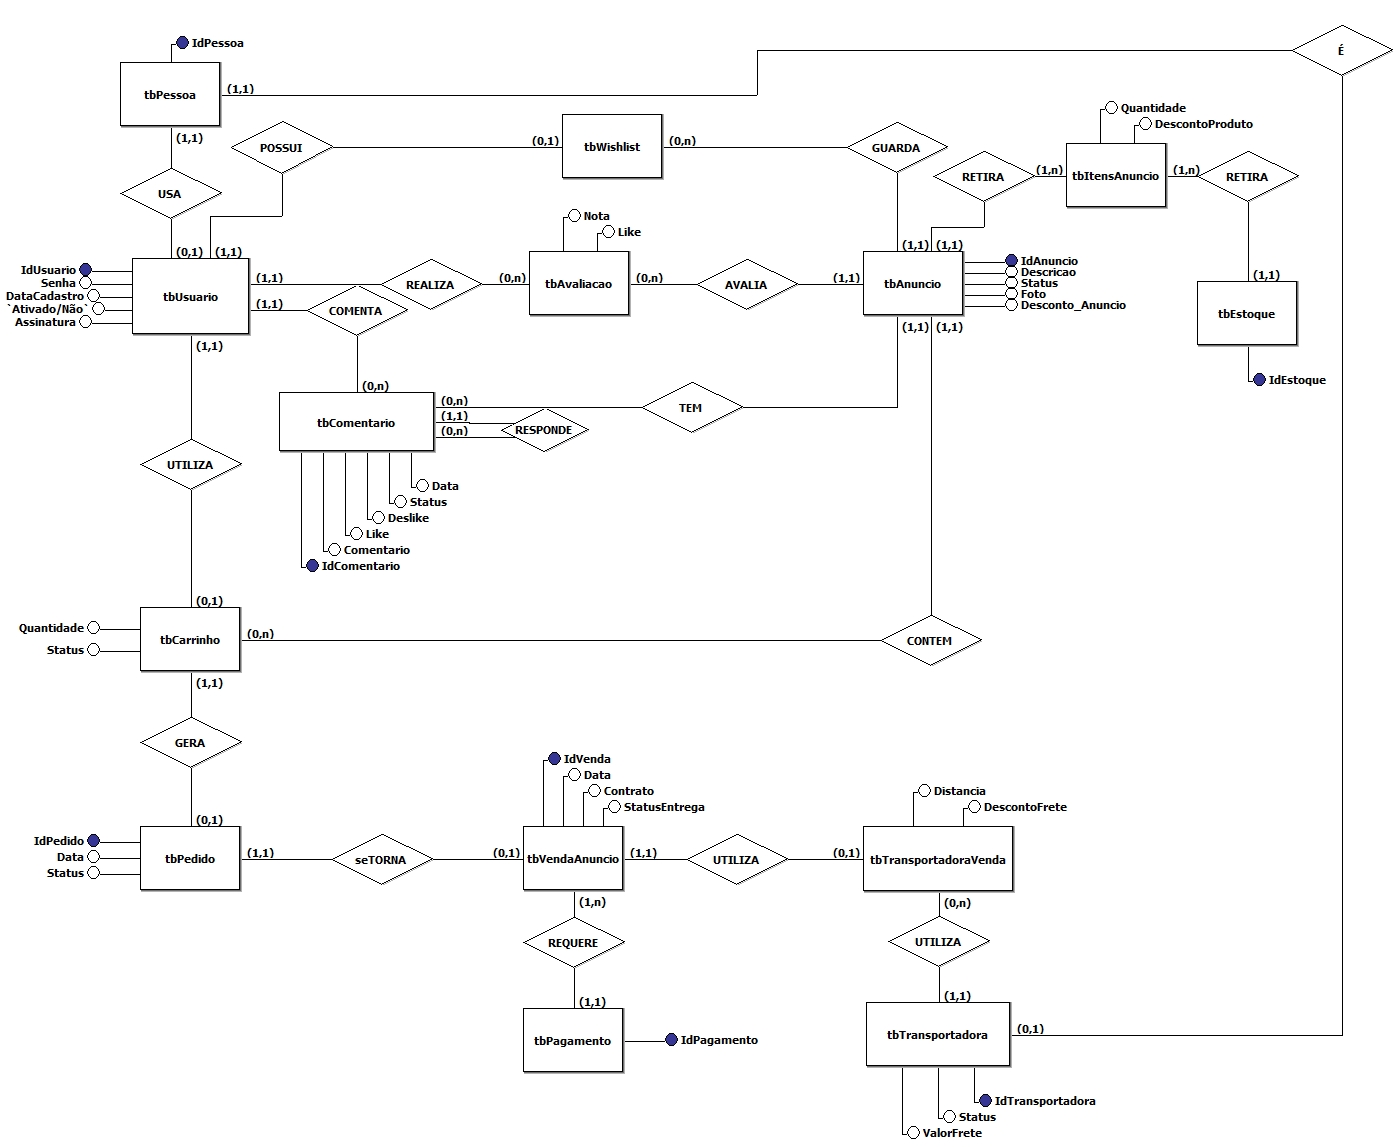 IdPessoa
É
tbPessoa
(1,1)
(1,1)
USA
(0,1)
(1,1)
POSSUI
(0,1)
tbWishlist
(0,n)
GUARDA
Quantidade
DescontoProduto
RETIRA
(1,n)
tbItensAnuncio
(1,n)
RETIRA
(1,1)
tbEstoque
IdEstoque
IdUsuario
Senha
DataCadastro
`Ativado/Não`
Assinatura
tbUsuario
(1,1)
(1,1)
(1,1)
REALIZA
COMENTA
(0,n)
Nota
Like
tbAvaliacao
(0,n)
AVALIA
(1,1)
(1,1)
(1,1)
tbAnuncio
IdAnuncio
Descricao
Status
Foto
Desconto_Anuncio
(1,1)
(1,1)
(0,n)
tbComentario
(0,n)
(1,1)
(0,n)
TEM
RESPONDE
Data
Status
Deslike
Like
Comentario
IdComentario
UTILIZA
(0,1)
Quantidade
Status
tbCarrinho
(0,n)
CONTEM
(1,1)
GERA
(0,1)
IdPedido
Data
Status
tbPedido
(1,1)
seTORNA
(0,1)
IdVenda
Data
Contrato
StatusEntrega
tbVendaAnuncio
(1,1)
UTILIZA
(0,1)
Distancia
DescontoFrete
tbTransportadoraVenda
(1,n)
REQUERE
(1,1)
tbPagamento
IdPagamento
(0,n)
UTILIZA
(1,1)
tbTransportadora
(0,1)
IdTransportadora
Status
ValorFrete